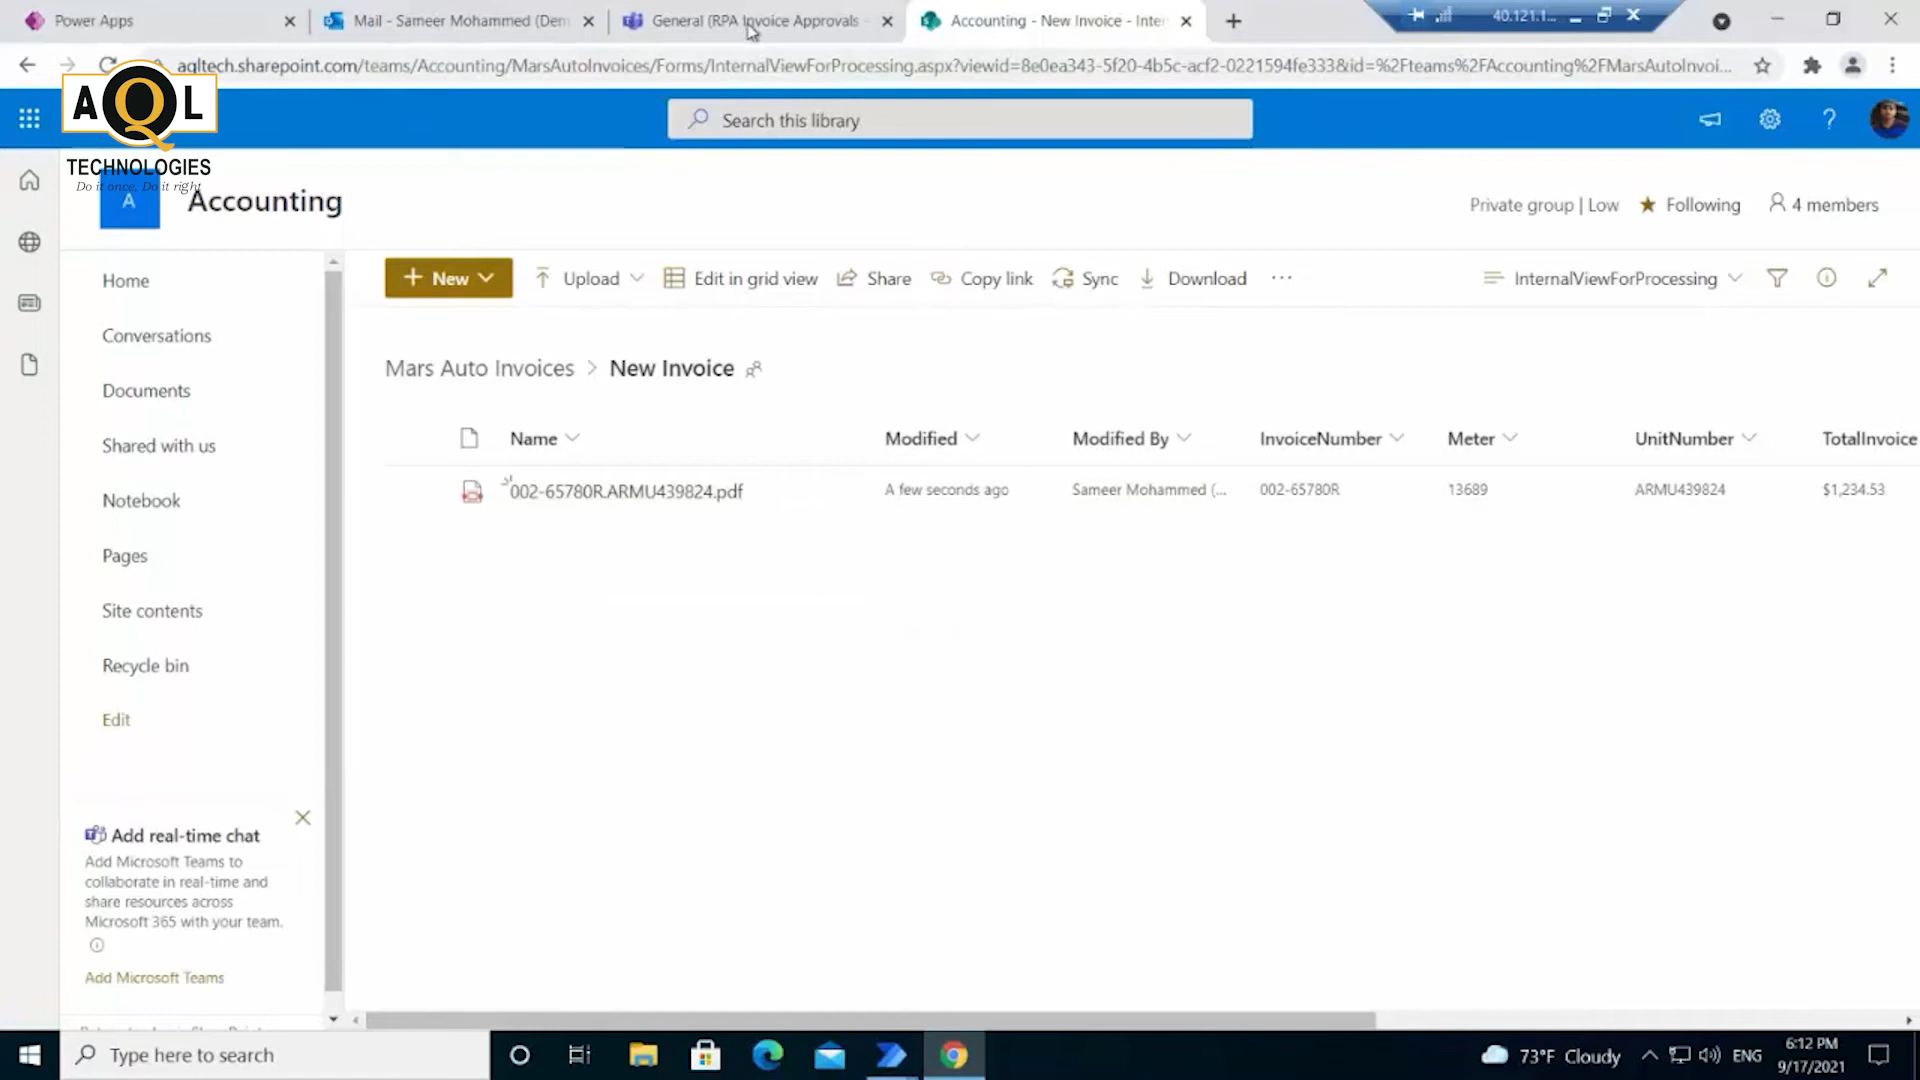 Power Apps
Mail - Sameer Mohammed (Dem
General (RPA Invoice Approvals -
Accounting - New Invoice - Inter
40.121.1...
aqltech.sharepoint.com/teams/Accounting/MarsAutoInvoices/Forms/InternalViewForProcessing.aspx?viewid=8e0ea343-5f20-4b5c-acf2-0221594fe333&id=%2Fteams%2FAccounting%2FMarsAutoInvoi...
AQL
TECHNOLOGIES
Do it once, Do it right
Search this library
A
Accounting
Private group | Low
Following
4 members
Home
Conversations
Documents
Shared with us
Notebook
Pages
Site contents
Recycle bin
Edit
New
Upload
Edit in grid view
Share
Copy link
Sync
Download
InternalViewForProcessing
Mars Auto Invoices > New Invoice
Name
Modified
Modified By
InvoiceNumber
Meter
UnitNumber
TotalInvoice
002-65780R.ARMU439824.pdf
A few seconds ago
Sameer Mohammed (...
002-65780R
13689
ARMU439824
$1,234.53
Add real-time chat
Add Microsoft Teams to
collaborate in real-time and
share resources across
Microsoft 365 with your team.
Add Microsoft Teams
Type here to search
73°F Cloudy
ENG
6:12 PM
9/17/2021